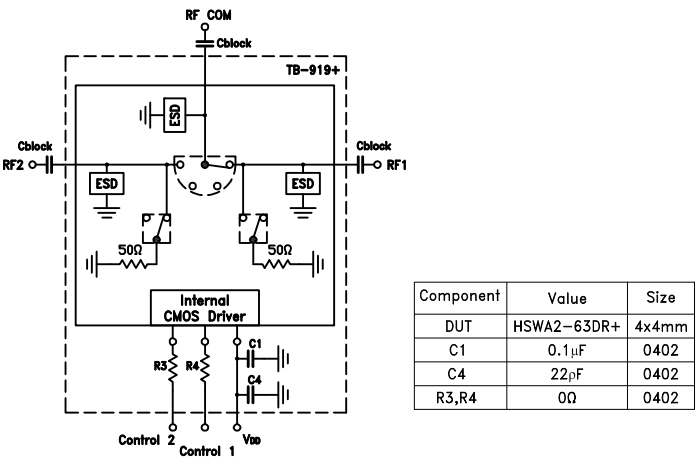 RF COM
Cblock
TB-919+
ESD
Cblock
RF2
Cblock
RF1
ESD
ESD
50Ω
50Ω
Internal
CMOS Driver
C1
R3
R4
C4
Control 2
Control 1
VDD
Component Value Size
DUT HSWA2-63DR+ 4x4mm
C1 0.1μF 0402
C4 22pF 0402
R3,R4 0Ω 0402